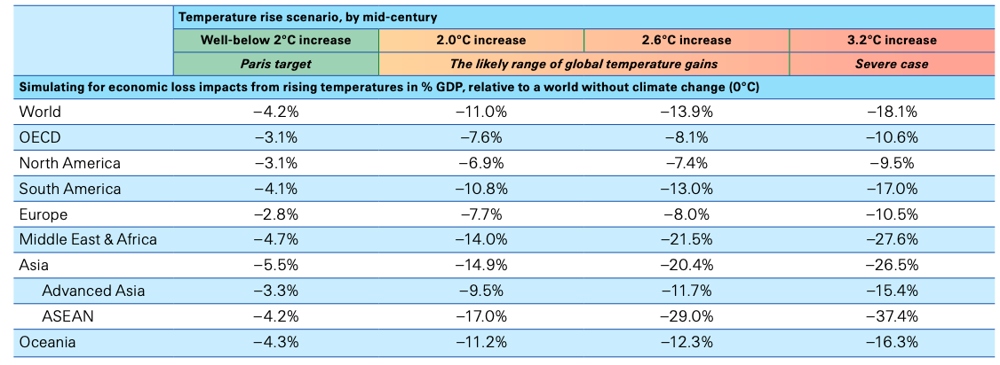 Temperature rise scenario, by mid-century
Well-below 2°C increase 2.0°C increase 2.6°C increase 3.2°C increase
Paris target The likely range of global temperature gains Severe case
Simulating for economic loss impacts from rising temperatures in % GDP, relative to a world without climate change (0°C)
World –4.2% –11.0% –13.9% –18.1%
OECD –3.1% –7.6% –8.1% –10.6%
North America –3.1% –6.9% –7.4% –9.5%
South America –4.1% –10.8% –13.0% –17.0%
Europe –2.8% –7.7% –8.0% –10.5%
Middle East & Africa –4.7% –14.0% –21.5% –27.6%
Asia –5.5% –14.9% –20.4% –26.5%
Advanced Asia –3.3% –9.5% –11.7% –15.4%
ASEAN –4.2% –17.0% –29.0% –37.4%
Oceania –4.3% –11.2% –12.3% –16.3%